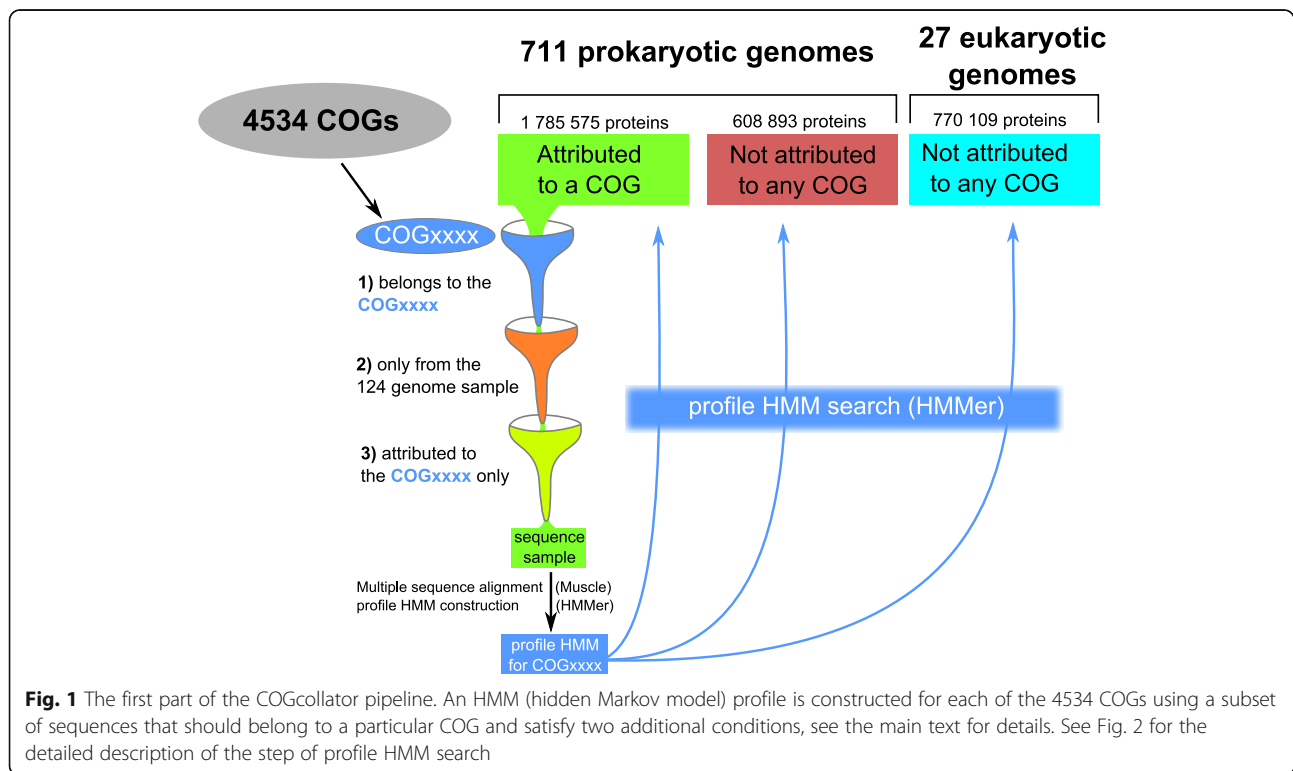 711 prokaryotic genomes
27 eukaryotic
genomes
4534 COGs
1 785 575 proteins
608 893 proteins
770 109 proteins
Attributed
to a COG
Not attributed
to any COG
Not attributed
to any COG
COGxxxx
1) belongs to the
COGxxxx
2) only from the
124 genome sample
profile HMM search (HMMer)
3) attributed to
the COGxxxx only
sequence
sample
Multiple sequence alignment (Muscle)
profile HMM construction (HMMer)
profile HMM
for COGxxxx
Fig. 1 The first part of the COGcollator pipeline. An HMM (hidden Markov model) profile is constructed for each of the 4534 COGs using a subset
of sequences that should belong to a particular COG and satisfy two additional conditions, see the main text for details. See Fig. 2 for the
detailed description of the step of profile HMM search